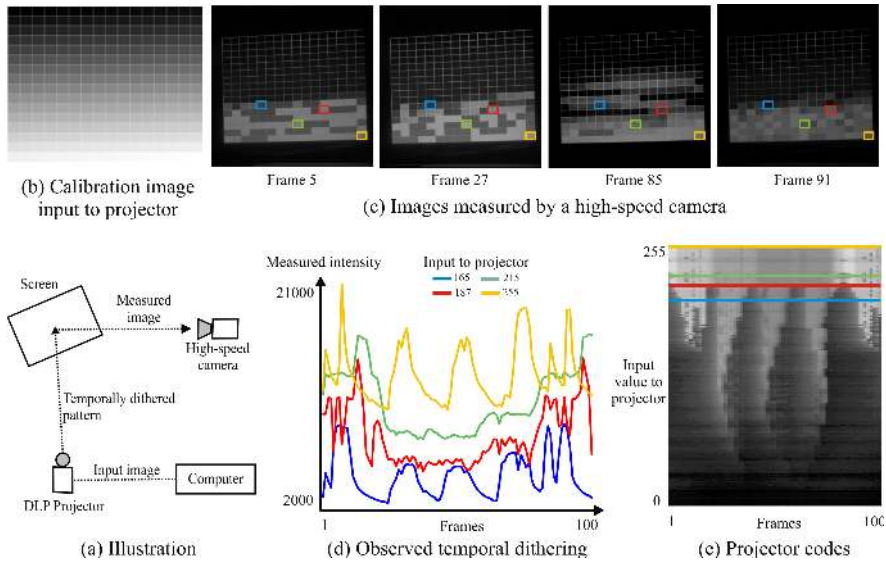 (b) Calibration image
input to projector
Frame 5
Frame 27
Frame 85
Frame 91
(c) Images measured by a high-speed camera
Screen
Measured
image
High-speed
camera
Temporally dithered
pattern
Input image
Computer
DLP Projector
(a) Illustration
Measured intensity
21000
Input to projector
165
215
187
255
2000
1
Frames
100
(d) Observed temporal dithering
255
Input
value to
projector
0
1
Frames
100
(e) Projector codes